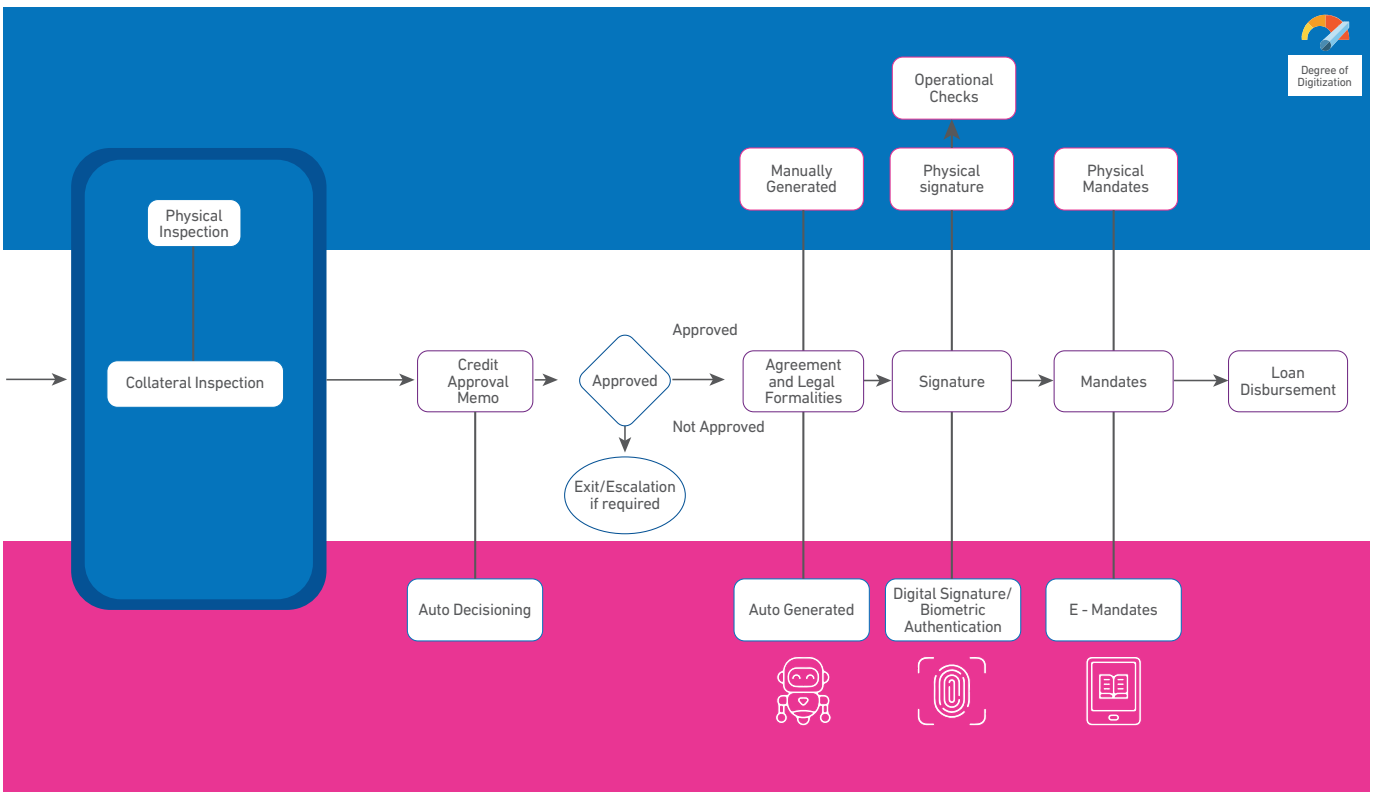 Degree of
Digitization
Operational
Checks
Manually
Generated
Physical
signature
Physical
Mandates
Physical
Inspection
Collateral Inspection
Credit
Approval
Memo
Approved
Approved
Not Approved
Exit/Escalation
if required
Agreement
and Legal
Formalities
Signature
Mandates
Loan
Disbursement
Auto Decisioning
Auto Generated
Digital Signature/
Biometric
Authentication
E - Mandates